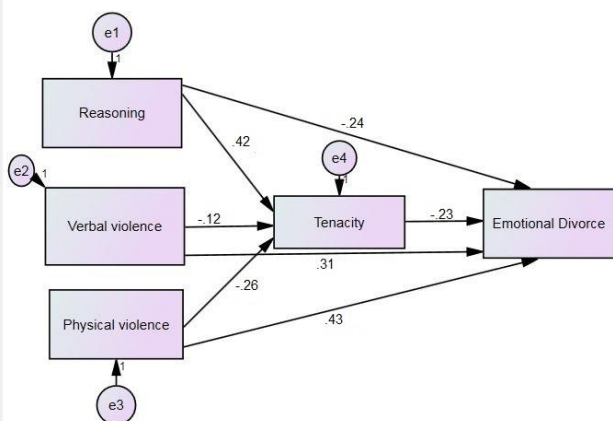 e1
1
Reasoning
-.24
.42
e2
1
e4
1
Verbal violence
-.12
Tenacity
-.23
Emotional Divorce
.31
-.26
Physical violence
.43
1
e3